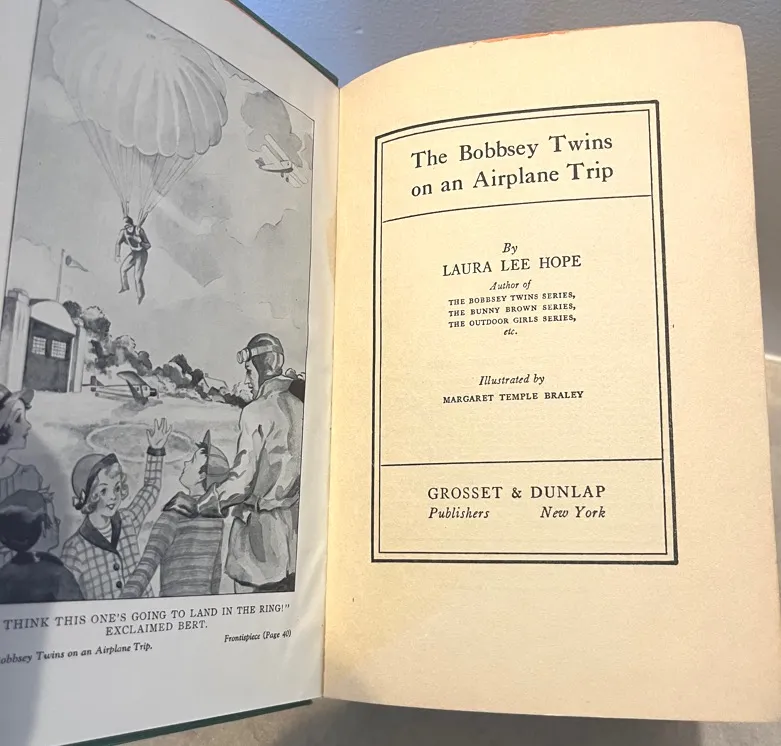 THINK THIS ONE'S GOING TO LAND IN THE RING!"
EXCLAIMED BERT.
Frontispiece (Page 40)
Twins on an Airplane Trip.
The Bobbsey Twins
on an Airplane Trip
By
LAURA LEE HOPE
Author of
THE BOBBSEY TWINS SERIES,
THE BUNNY BROWN SERIES,
THE OUTDOOR GIRLS SERIES,
etc.
Illustrated by
MARGARET TEMPLE BRALEY
GROSSET & DUNLAP
Publishers New York